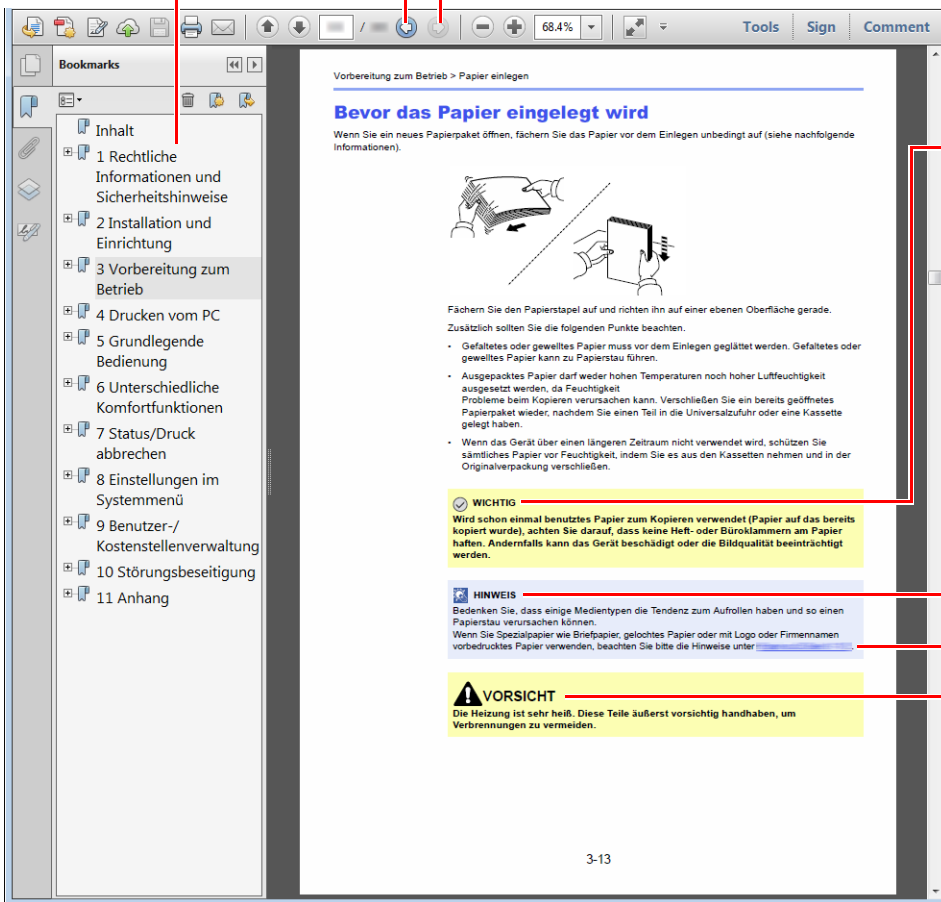 /
68.4%
Tools
Sign
Comment
Bookmarks
Inhalt
1 Rechtliche
Informationen und
Sicherheitshinweise
2 Installation und
Einrichtung
3 Vorbereitung zum
Betrieb
4 Drucken vom PC
5 Grundlegende
Bedienung
6 Unterschiedliche
Komfortfunktionen
7 Status/Druck
abbrechen
8 Einstellungen im
Systemmenü
9 Benutzer-/
Kostenstellenverwaltung
10 Störungsbeseitigung
11 Anhang
Vorbereitung zum Betrieb > Papier einlegen
Bevor das Papier eingelegt wird
Wenn Sie ein neues Papierpaket öffnen, fächern Sie das Papier vor dem Einlegen unbedingt auf (siehe nachfolgende
Informationen).
Fächern Sie den Papierstapel auf und richten ihn auf einer ebenen Oberfläche gerade.
Zusätzlich sollten Sie die folgenden Punkte beachten.
• Gefaltetes oder gewelltes Papier muss vor dem Einlegen geglättet werden. Gefaltetes oder
gewelltes Papier kann zu Papierstau führen.
• Ausgepacktes Papier darf weder hohen Temperaturen noch hoher Luftfeuchtigkeit
ausgesetzt werden, da Feuchtigkeit
Probleme beim Kopieren verursachen kann. Verschließen Sie ein bereits geöffnetes
Papierpaket wieder, nachdem Sie einen Teil in die Universalzufuhr oder eine Kassette
gelegt haben.
• Wenn das Gerät über einen längeren Zeitraum nicht verwendet wird, schützen Sie
sämtliches Papier vor Feuchtigkeit, indem Sie es aus den Kassetten nehmen und in der
Originalverpackung verschließen.
WICHTIG
Wird schon einmal benutztes Papier zum Kopieren verwendet (Papier auf das bereits
kopiert wurde), achten Sie darauf, dass keine Heft- oder Büroklammern am Papier
haften. Andernfalls kann das Gerät beschädigt oder die Bildqualität beeinträchtigt
werden.
HINWEIS
Bedenken Sie, dass einige Medientypen die Tendenz zum Aufrollen haben und so einen
Papierstau verursachen können.
Wenn Sie Spezialpapier wie Briefpapier, gelochtes Papier oder mit Logo oder Firmennamen
vorbedrucktes Papier verwenden, beachten Sie bitte die Hinweise unter .
VORSICHT
Die Heizung ist sehr heiß. Diese Teile äußerst vorsichtig handhaben, um
Verbrennungen zu vermeiden.
3-13